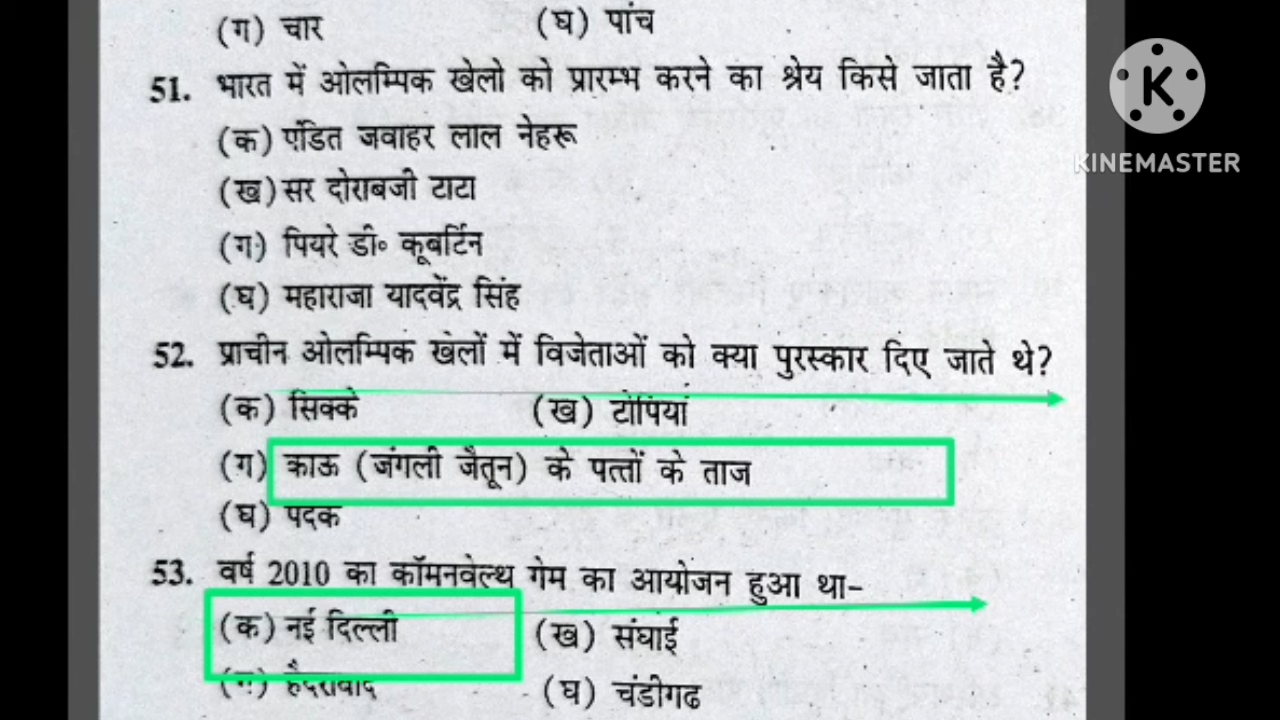 (ग) चार (घ) पांच
51. भारत में ओलम्पिक खेलो को प्रारम्भ करने का श्रेय किसे जाता है?
(क) पंडित जवाहर लाल नेहरू
(ख) सर दोराबजी टाटा
(ग) पियरे डी॰ कूबर्टिन
(घ) महाराजा यादवेंद्र सिंह
52. प्राचीन ओलम्पिक खेलों में विजेताओं को क्या पुरस्कार दिए जाते थे?
(क) सिक्के (ख) टोपियां
(ग) काऊ (जंगली जैतून) के पत्तों के ताज
(घ) पदक
53. वर्ष 2010 का कॉमनवेल्थ गेम का आयोजन हुआ था-
(क) नई दिल्ली (ख) संघाई
(ग) हैदरावाद (घ) चंडीगढ
K
KINEMASTER